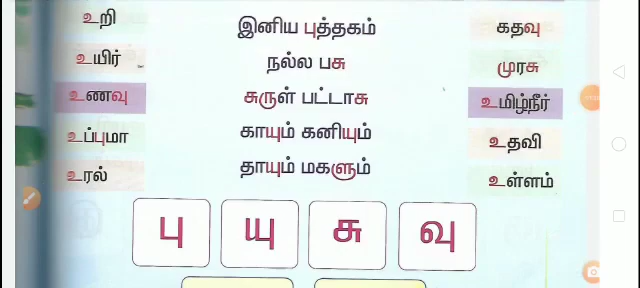 உறி
உயிர்
உணவு
உப்புமா
உரல்
இனிய புத்தகம்
நல்ல பசு
சுருள் பட்டாசு
காயும் கனியும்
தாயும் மகளும்
கதவு
முரசு
உமிழ்நீர்
உதவி
உள்ளம்
பு யு சு வு